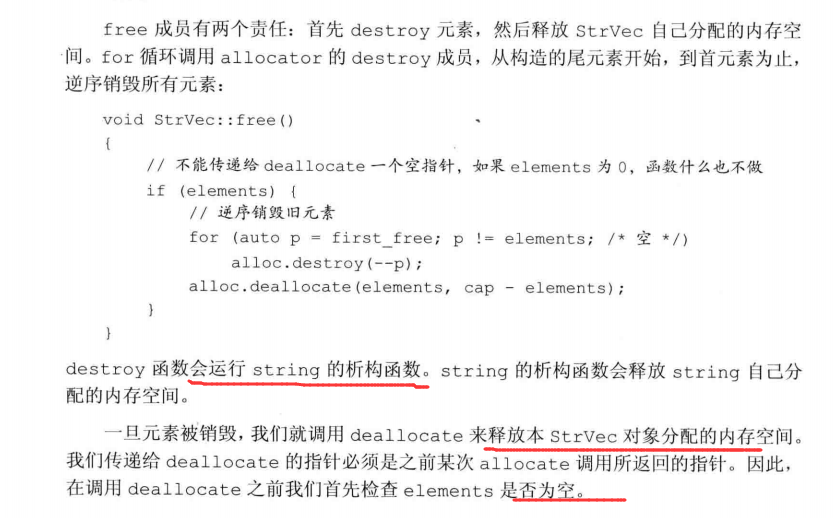 free 成员有两个责任：首先 destroy 元素，然后释放 StrVec 自己分配的内存空
间。for 循环调用 allocator 的 destroy 成员，从构造的尾元素开始，到首元素为止，
逆序销毁所有元素：
void StrVec::free()
{
// 不能传递给 deallocate 一个空指针，如果 elements 为 0，函数什么也不做
if (elements) {
// 逆序销毁旧元素
for (auto p = first_free; p != elements; /* 空 */)
alloc.destroy(--p);
alloc.deallocate(elements, cap - elements);
}
}
destroy 函数会运行 string 的析构函数。string 的析构函数会释放 string 自己分
配的内存空间。
一旦元素被销毁，我们就调用 deallocate 来释放本 StrVec 对象分配的内存空间。
我们传递给 deallocate 的指针必须是之前某次 allocate 调用所返回的指针。因此，
在调用 deallocate 之前我们首先检查 elements 是否为空。